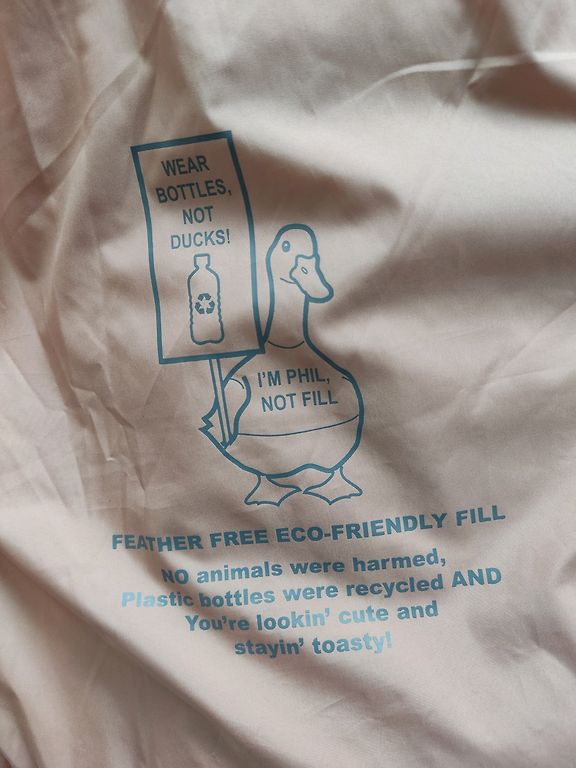 WEAR
BOTTLES,
NOT
DUCKS!
I'M PHIL,
NOT FILL
FEATHER FREE ECO-FRIENDLY FILL
NO animals were harmed,
Plastic bottles were recycled AND
You're lookin' cute and
stayin' toasty!